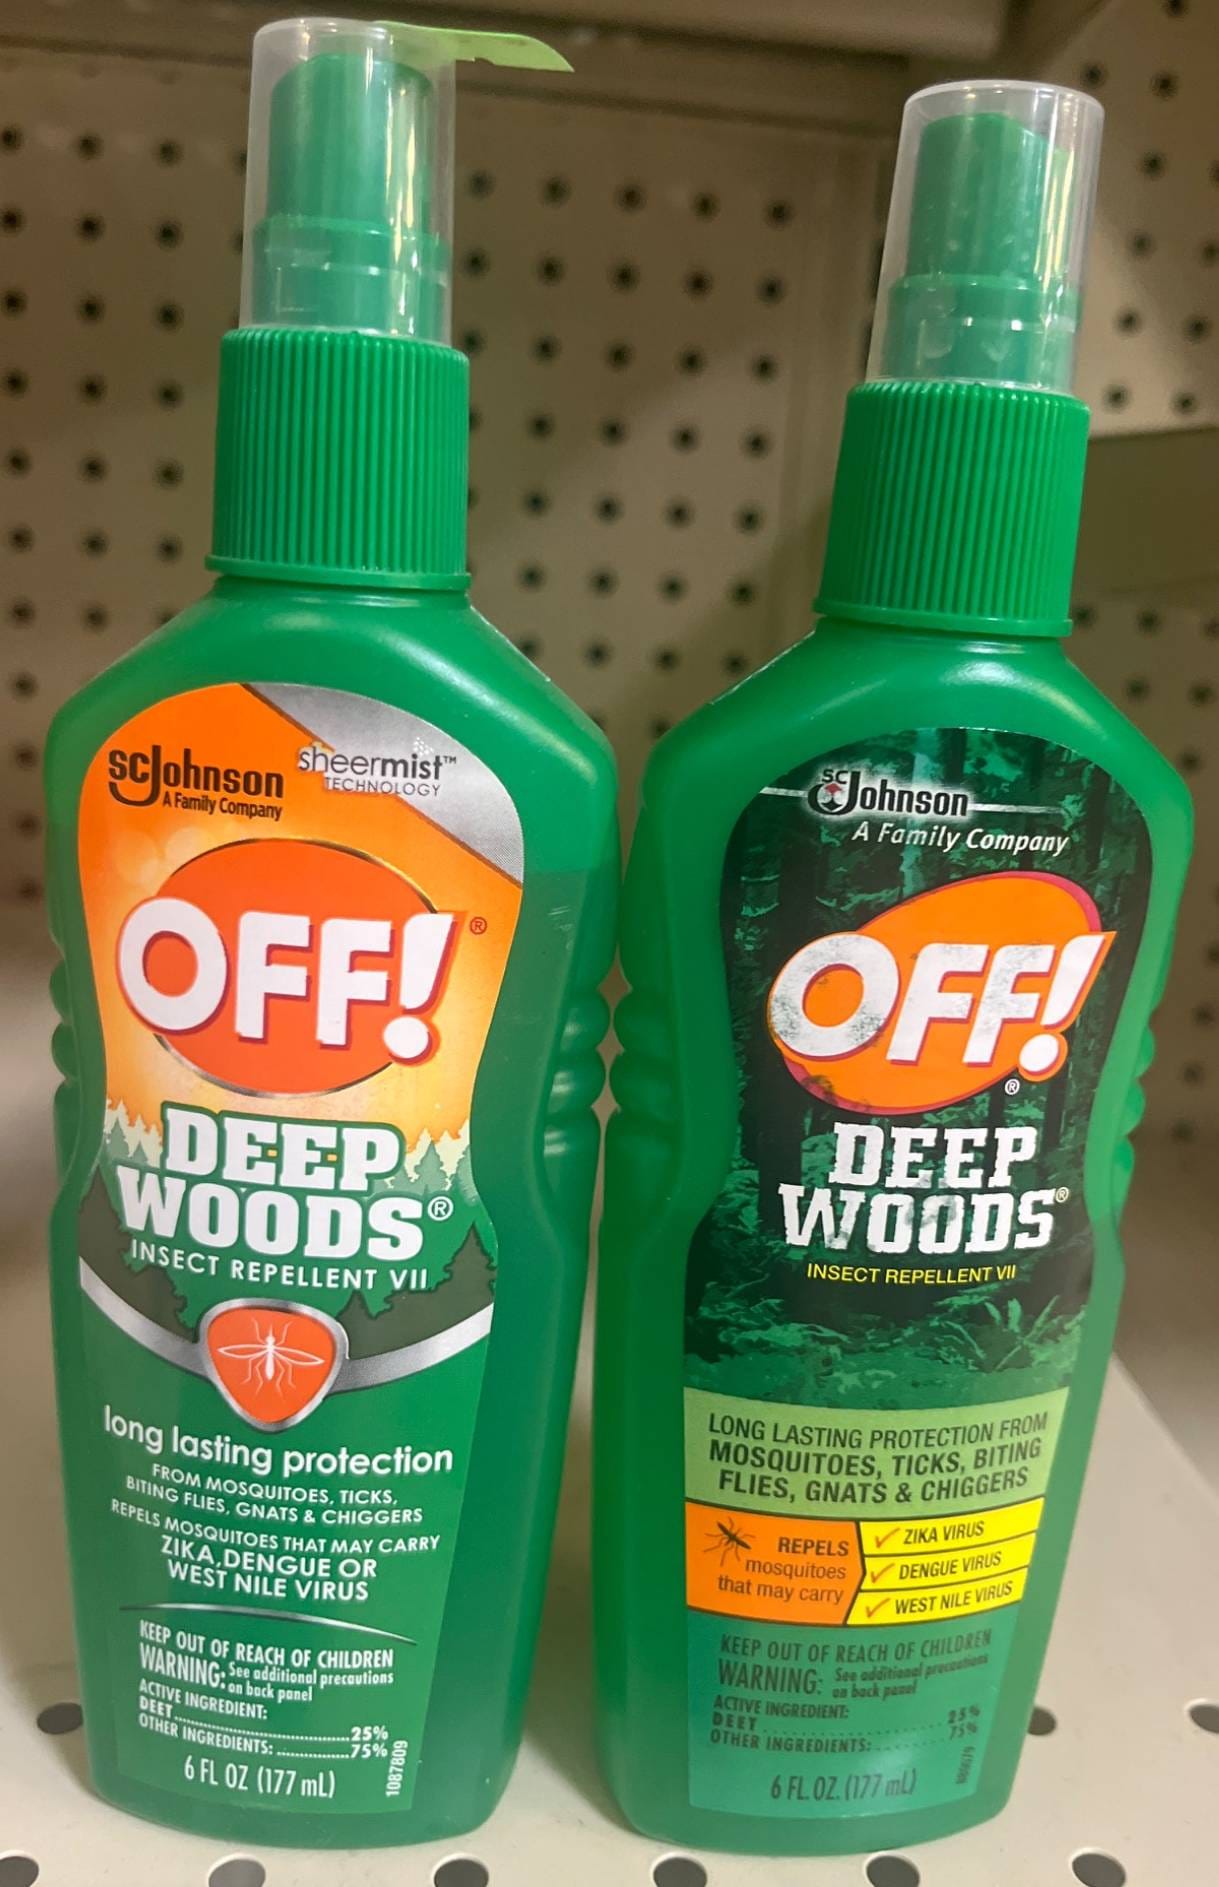 SC Johnson
A Family Company
sheermist™
TECHNOLOGY
OFF!®
DEEP
WOODS®
INSECT REPELLENT VII
long lasting protection
FROM MOSQUITOES, TICKS,
BITING FLIES, GNATS & CHIGGERS
REPELS MOSQUITOES THAT MAY CARRY
ZIKA, DENGUE OR
WEST NILE VIRUS
KEEP OUT OF REACH OF CHILDREN
WARNING: See additional precautions
on back panel
ACTIVE INGREDIENT:
DEET..............................25%
OTHER INGREDIENTS: .............75%
6 FL OZ (177 mL)
1087809
SC Johnson
A Family Company
OFF!®
DEEP
WOODS®
INSECT REPELLENT VII
LONG LASTING PROTECTION FROM
MOSQUITOES, TICKS, BITING
FLIES, GNATS & CHIGGERS
REPELS
mosquitoes
that may carry
✓ ZIKA VIRUS
✓ DENGUE VIRUS
✓ WEST NILE VIRUS
KEEP OUT OF REACH OF CHILDREN
WARNING: See additional precautions
on back panel
ACTIVE INGREDIENT:
DEET..............................25%
OTHER INGREDIENTS:............75%
6 FL. OZ. (177 mL)